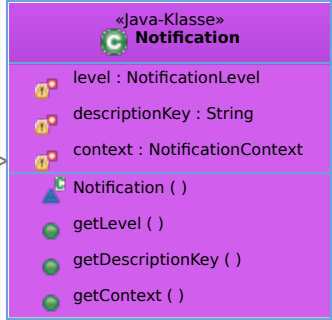 «Java-Klasse»
C Notification
level : NotificationLevel
descriptionKey : String
context : NotificationContext
C Notification ( )
getLevel ( )
getDescriptionKey ( )
getContext ( )